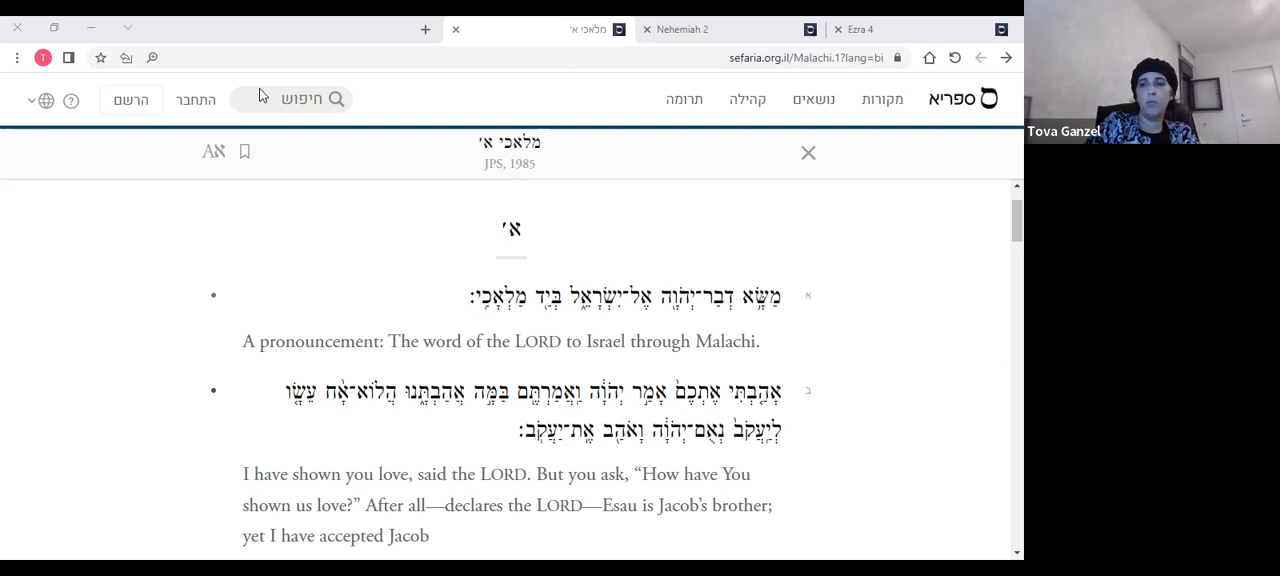 מלאכי א׳
Nehemiah 2
Ezra 4
sefaria.org.il/Malachi.1?lang=bi
T
ספריא
מקורות
נושאים
קהילה
תרומה
חיפוש
התחבר
הרשם
Tova Ganzel
מלאכי א׳
JPS, 1985
אA
א׳
א
מַשָּׂ֥א דְבַר־יְהֹוָ֖ה אֶל־יִשְׂרָאֵ֑ל בְּיַ֖ד מַלְאָכִֽי׃
A pronouncement: The word of the LORD to Israel through Malachi.
ב
אָהַ֤בְתִּי אֶתְכֶם֙ אָמַ֣ר יְהֹוָ֔ה וַאֲמַרְתֶּ֖ם בַּמָּ֣ה אֲהַבְתָּ֑נוּ הֲלוֹא־אָ֨ח עֵשָׂ֤ו
לְיַֽעֲקֹב֙ נְאֻם־יְהֹוָ֔ה וָאֹהַ֖ב אֶֽת־יַעֲקֹֽב׃
I have shown you love, said the LORD. But you ask, “How have You
shown us love?” After all—declares the LORD—Esau is Jacob’s brother;
yet I have accepted Jacob